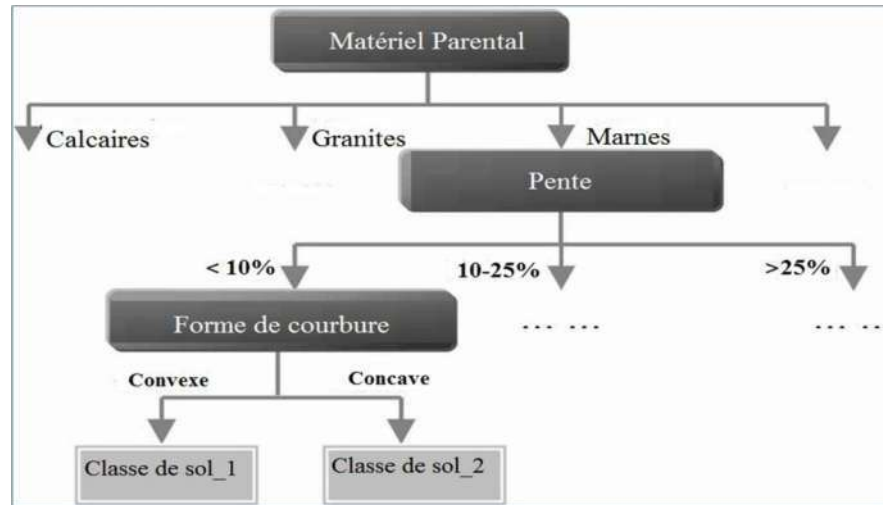 Matériel Parental
Calcaires Granites Marnes
Pente
< 10% 10-25% >25%
Forme de courbure ... ... ... ...
Convexe Concave
Classe de sol_1 Classe de sol_2